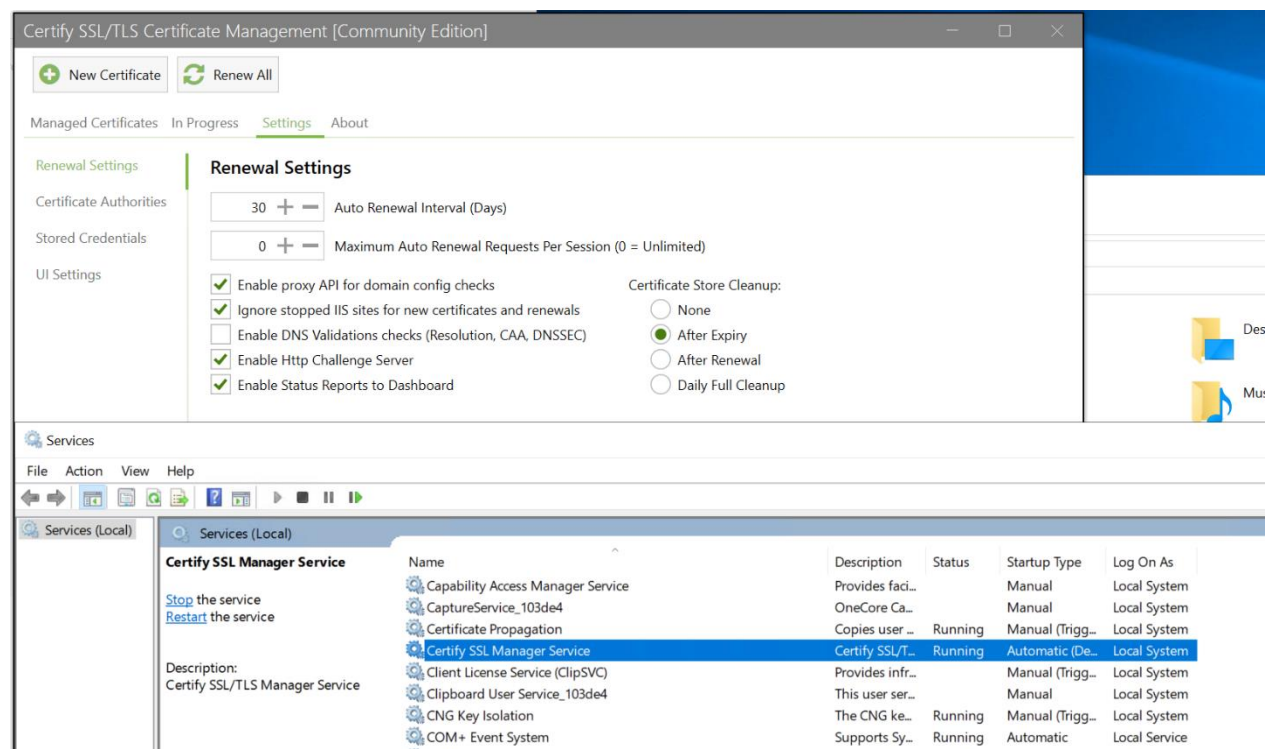 Certify SSL/TLS Certificate Management [Community Edition]
New Certificate
Renew All
Managed Certificates In Progress Settings About
Renewal Settings
Certificate Authorities
Stored Credentials
UI Settings
Renewal Settings
30 Auto Renewal Interval (Days)
0 Maximum Auto Renewal Requests Per Session (0 = Unlimited)
Enable proxy API for domain config checks
Ignore stopped IIS sites for new certificates and renewals
Enable DNS Validations checks (Resolution, CAA, DNSSEC)
Enable Http Challenge Server
Enable Status Reports to Dashboard
Certificate Store Cleanup:
None
After Expiry
After Renewal
Daily Full Cleanup
Des
Mus
Services
File Action View Help
Services (Local)
Services (Local)
Certify SSL Manager Service
Stop the service
Restart the service
Description:
Certify SSL/TLS Manager Service
Name Description Status Startup Type Log On As
Capability Access Manager Service Provides faci... Manual Local System
CaptureService_103de4 OneCore Ca... Manual Local System
Certificate Propagation Copies user ... Running Manual (Trigg... Local System
Certify SSL Manager Service Certify SSL/T... Running Automatic (De... Local System
Client License Service (ClipSVC) Provides infr... Manual (Trigg... Local System
Clipboard User Service_103de4 This user ser... Manual Local System
CNG Key Isolation The CNG ke... Running Manual (Trigg... Local System
COM+ Event System Supports Sy... Running Automatic Local Service